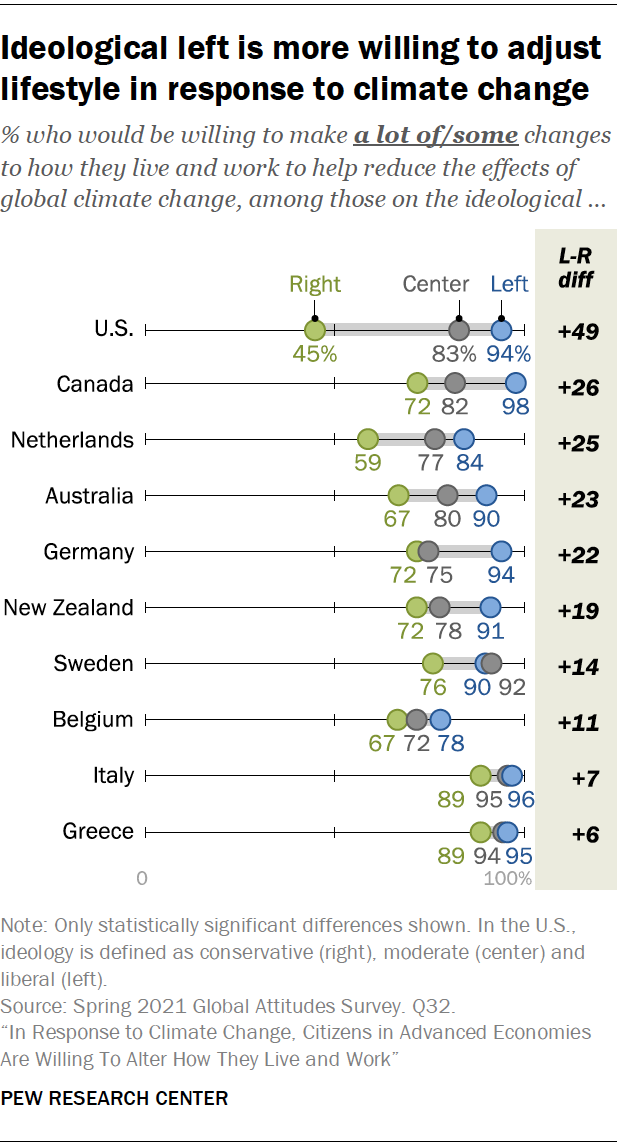 Ideological left is more willing to adjust
lifestyle in response to climate change
% who would be willing to make a lot of/some changes
to how they live and work to help reduce the effects of
global climate change, among those on the ideological ...
L-R
diff
Right Center Left
U.S. +49
45% 83% 94%
Canada +26
72 82 98
Netherlands +25
59 77 84
Australia +23
67 80 90
Germany +22
72 75 94
New Zealand +19
72 78 91
Sweden +14
76 90 92
Belgium +11
67 72 78
Italy +7
89 95 96
Greece +6
89 94 95
0 100%
Note: Only statistically significant differences shown. In the U.S.,
ideology is defined as conservative (right), moderate (center) and
liberal (left).
Source: Spring 2021 Global Attitudes Survey. Q32.
“In Response to Climate Change, Citizens in Advanced Economies
Are Willing To Alter How They Live and Work”
PEW RESEARCH CENTER